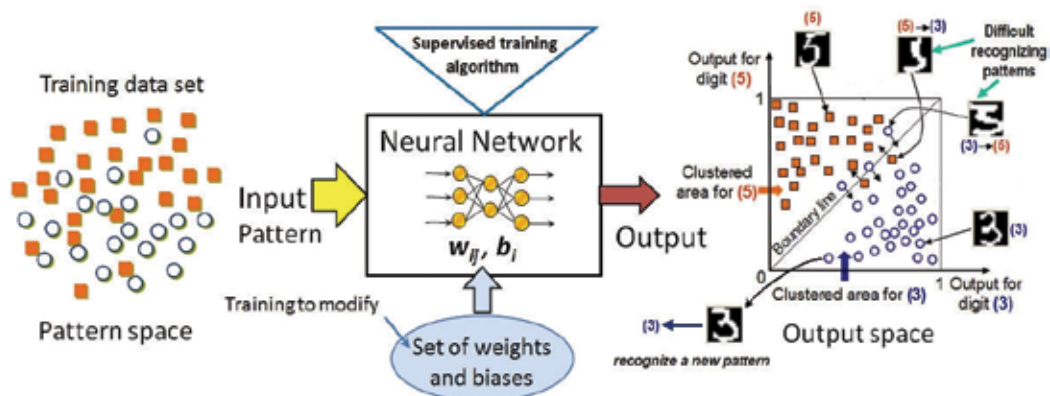 Training data set
Pattern space
Input
Pattern
Supervised training
algorithm
Neural Network
wij, bi
Training to modify
Set of weights
and biases
Output
Output for
digit (5)
1
(5)
(5)→(3)
Difficult
recognizing
patterns
(3)→(5)
Clustered
area for (5)
Boundary line
(3)
0
1
Clustered area for (3)
Output for
digit (3)
Output space
(3)
recognize a new pattern